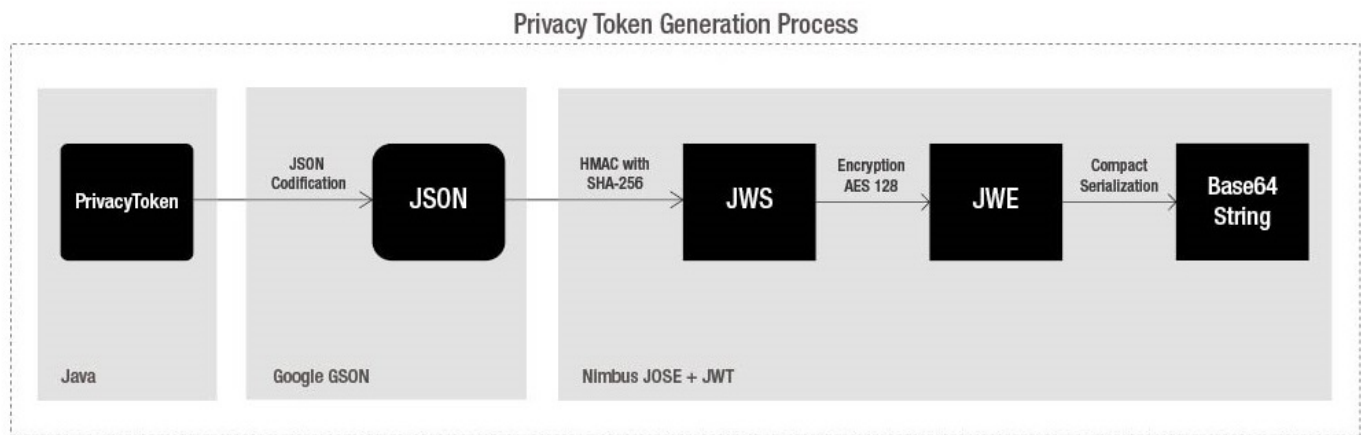 Privacy Token Generation Process
PrivacyToken
JSON
Codification
JSON
HMAC with
SHA-256
JWS
Encryption
AES 128
JWE
Compact
Serialization
Base64
String
Java
Google GSON
Nimbus JOSE + JWT